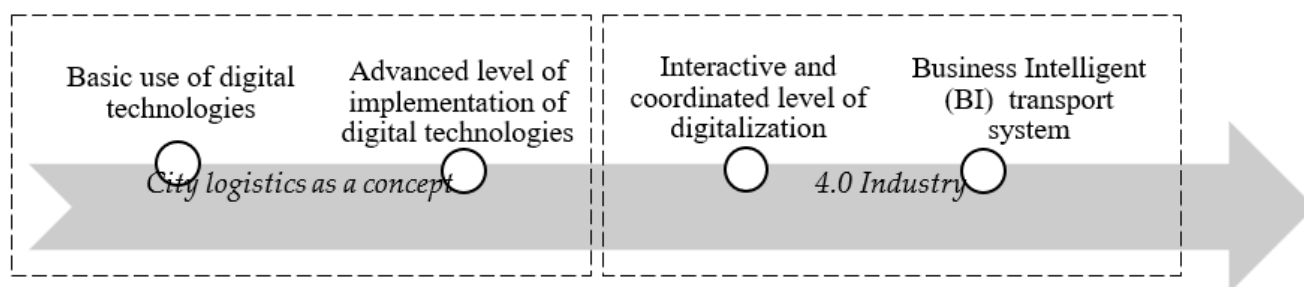 Basic use of digital
technologies
Advanced level of
implementation of
digital technologies
Interactive and
coordinated level of
digitalization
Business Intelligent
(BI) transport
system
City logistics as a concept
4.0 Industry